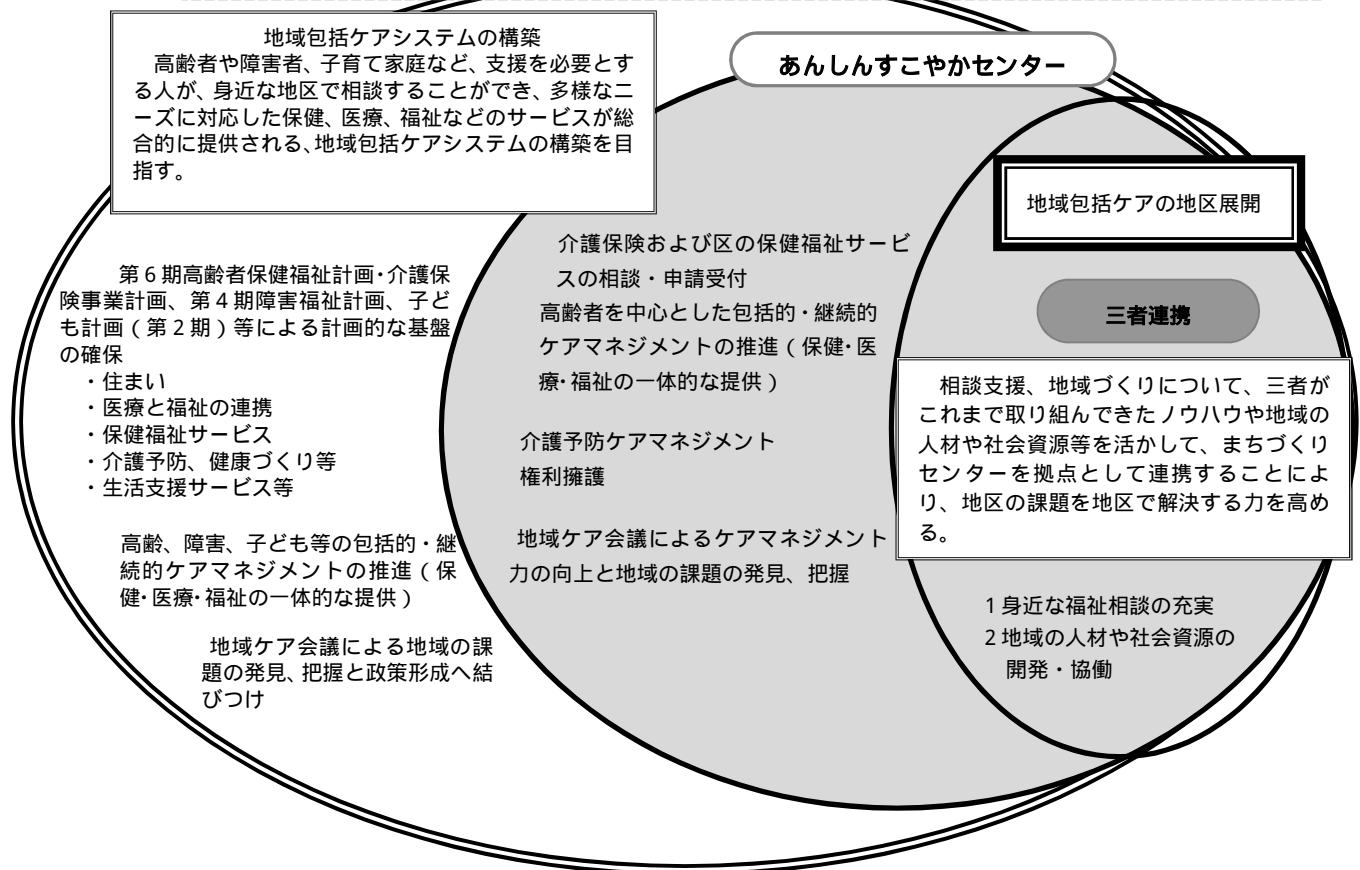 地域包括ケアシステムの構築
高齢者や障害者、子育て家庭など、支援を必要とす
る人が、身近な地区で相談することができ、多様なニ
ーズに対応した保健、医療、福祉などのサービスが総
合的に提供される、地域包括ケアシステムの構築を目
指す。
あんしんすこやかセンター
地域包括ケアの地区展開
三者連携
相談支援、地域づくりについて、三者が
これまで取り組んできたノウハウや地域の
人材や社会資源等を活かして、まちづくり
センターを拠点として連携することによ
り、地区の課題を地区で解決する力を高め
る。
1 身近な福祉相談の充実
2 地域の人材や社会資源の
開発・協働
介護保険および区の保健福祉サービ
スの相談・申請受付
高齢者を中心とした包括的・継続的
ケアマネジメントの推進(保健・医
療・福祉の一体的な提供)
介護予防ケアマネジメント
権利擁護
地域ケア会議によるケアマネジメント
力の向上と地域の課題の発見、把握
第6期高齢者保健福祉計画・介護保
険事業計画、第4期障害福祉計画、子ど
も計画(第2期)等による計画的な基盤
の確保
・住まい
・医療と福祉の連携
・保健福祉サービス
・介護予防、健康づくり等
・生活支援サービス等
高齢、障害、子ども等の包括的・継
続的ケアマネジメントの推進(保
健・医療・福祉の一体的な提供)
地域ケア会議による地域の課
題の発見、把握と政策形成へ結
びつけ